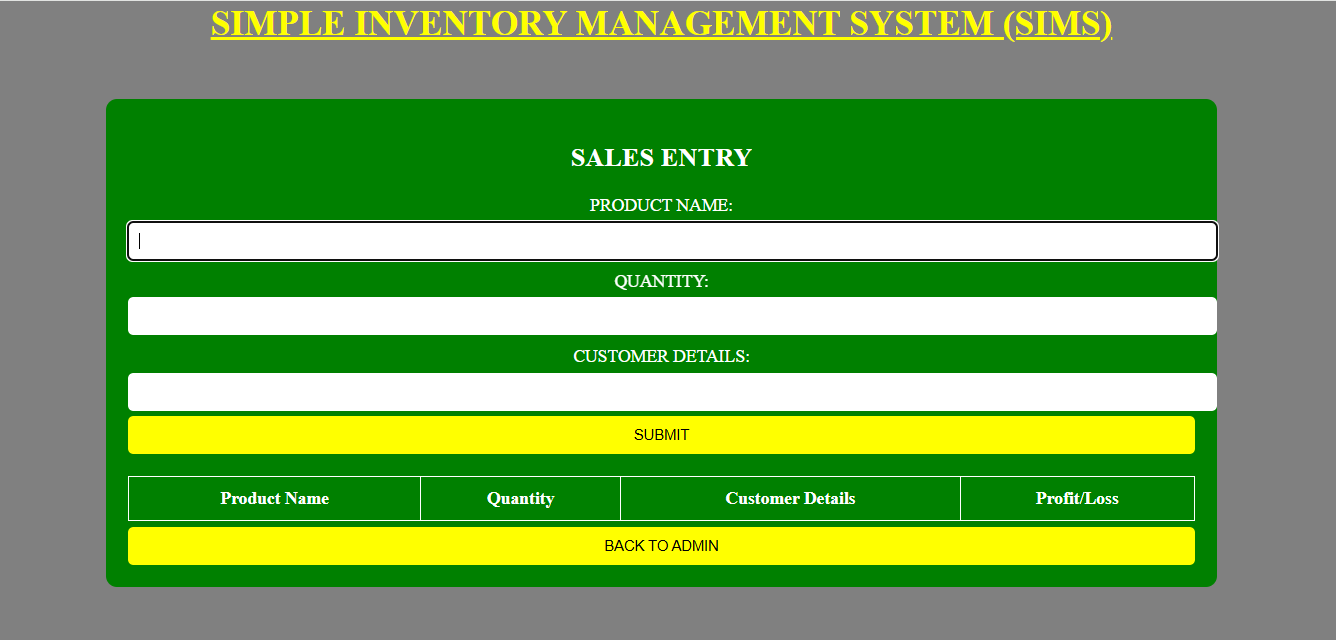 SIMPLE INVENTORY MANAGEMENT SYSTEM (SIMS)
SALES ENTRY
PRODUCT NAME:
QUANTITY:
CUSTOMER DETAILS:
SUBMIT
Product Name Quantity Customer Details Profit/Loss
BACK TO ADMIN